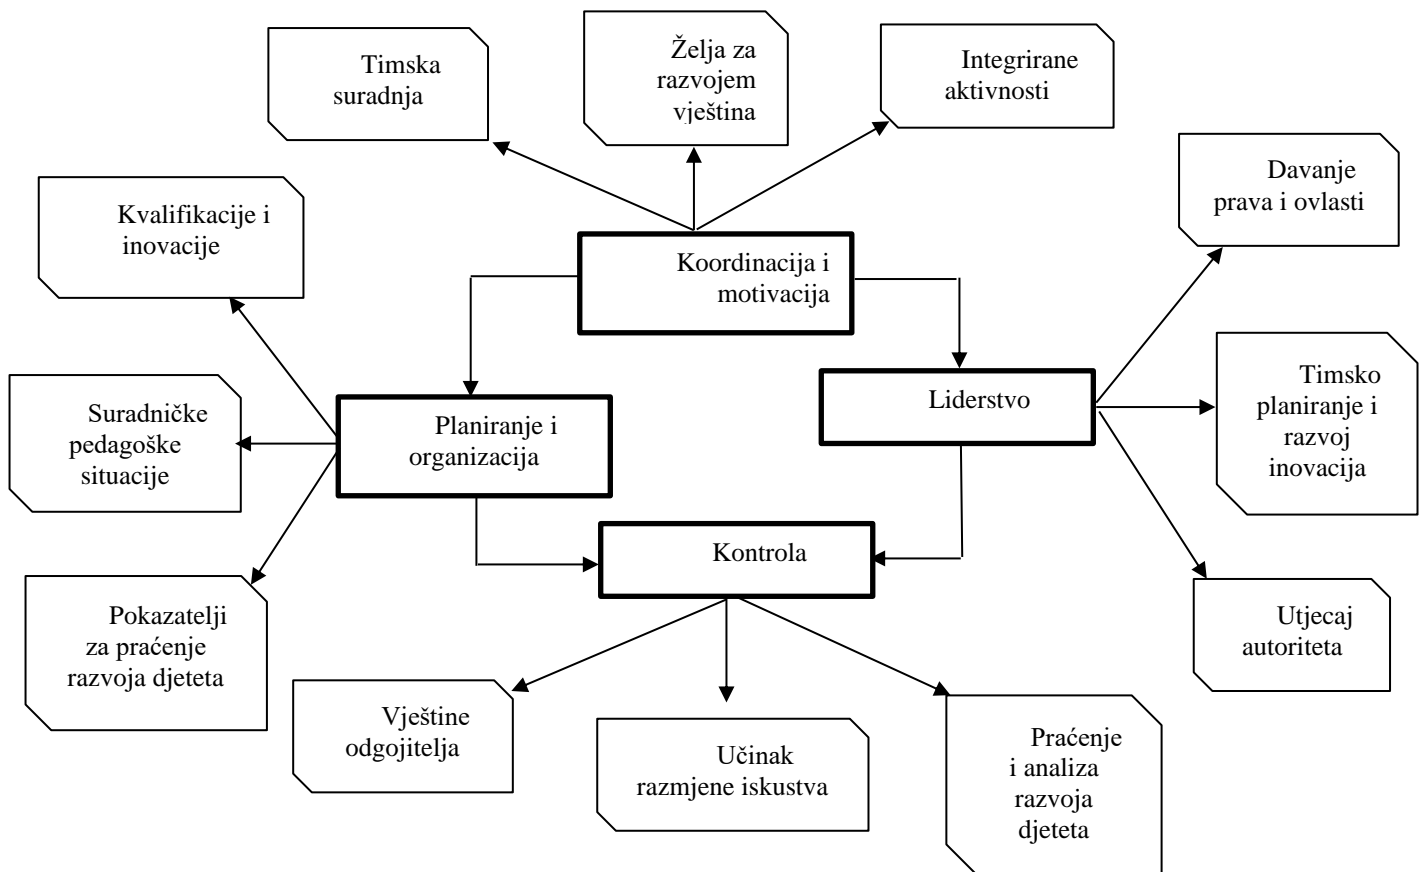 Timska
suradnja
Želja za
razvojem
vještina
Integrirane
aktivnosti
Davanje
prava i ovlasti
Kvalifikacije i
inovacije
Koordinacija i
motivacija
Suradničke
pedagoške
situacije
Planiranje i
organizacija
Liderstvo
Timsko
planiranje i
razvoj
inovacija
Kontrola
Pokazatelji
za praćenje
razvoja djeteta
Utjecaj
autoriteta
Vještine
odgojitelja
Učinak
razmjene iskustva
Praćenje
i analiza
razvoja
djeteta